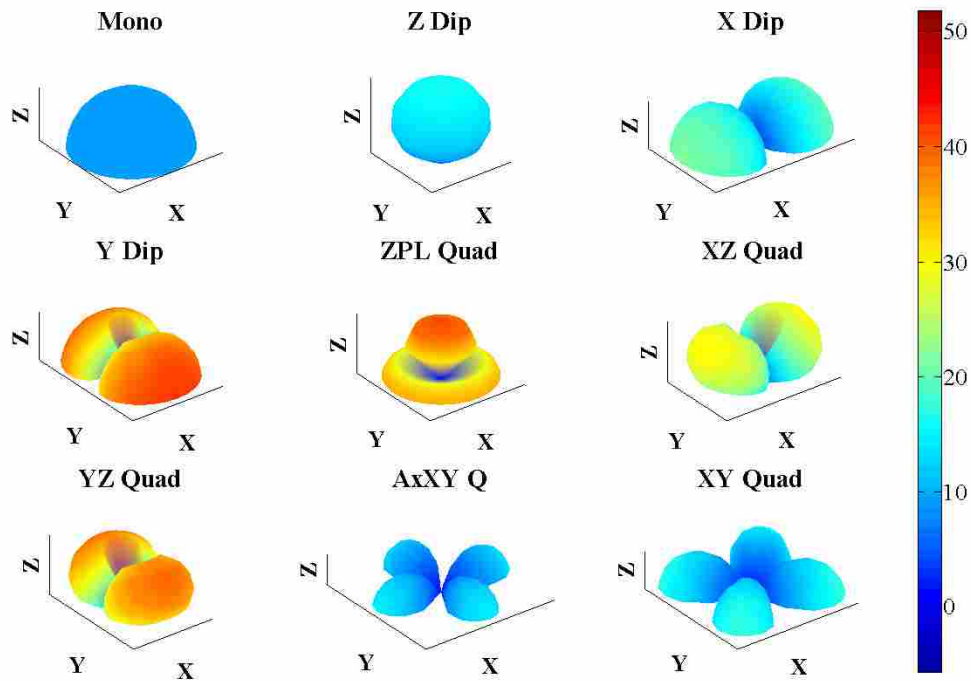 Mono
Z Dip
X Dip
Z
Y
X
Z
Y
X
Z
Y
X
Y Dip
ZPL Quad
XZ Quad
Z
Y
X
Z
Y
X
Z
Y
X
YZ Quad
AxXY Q
XY Quad
Z
Y
X
Z
Y
X
Z
Y
X
50
40
30
20
10
0